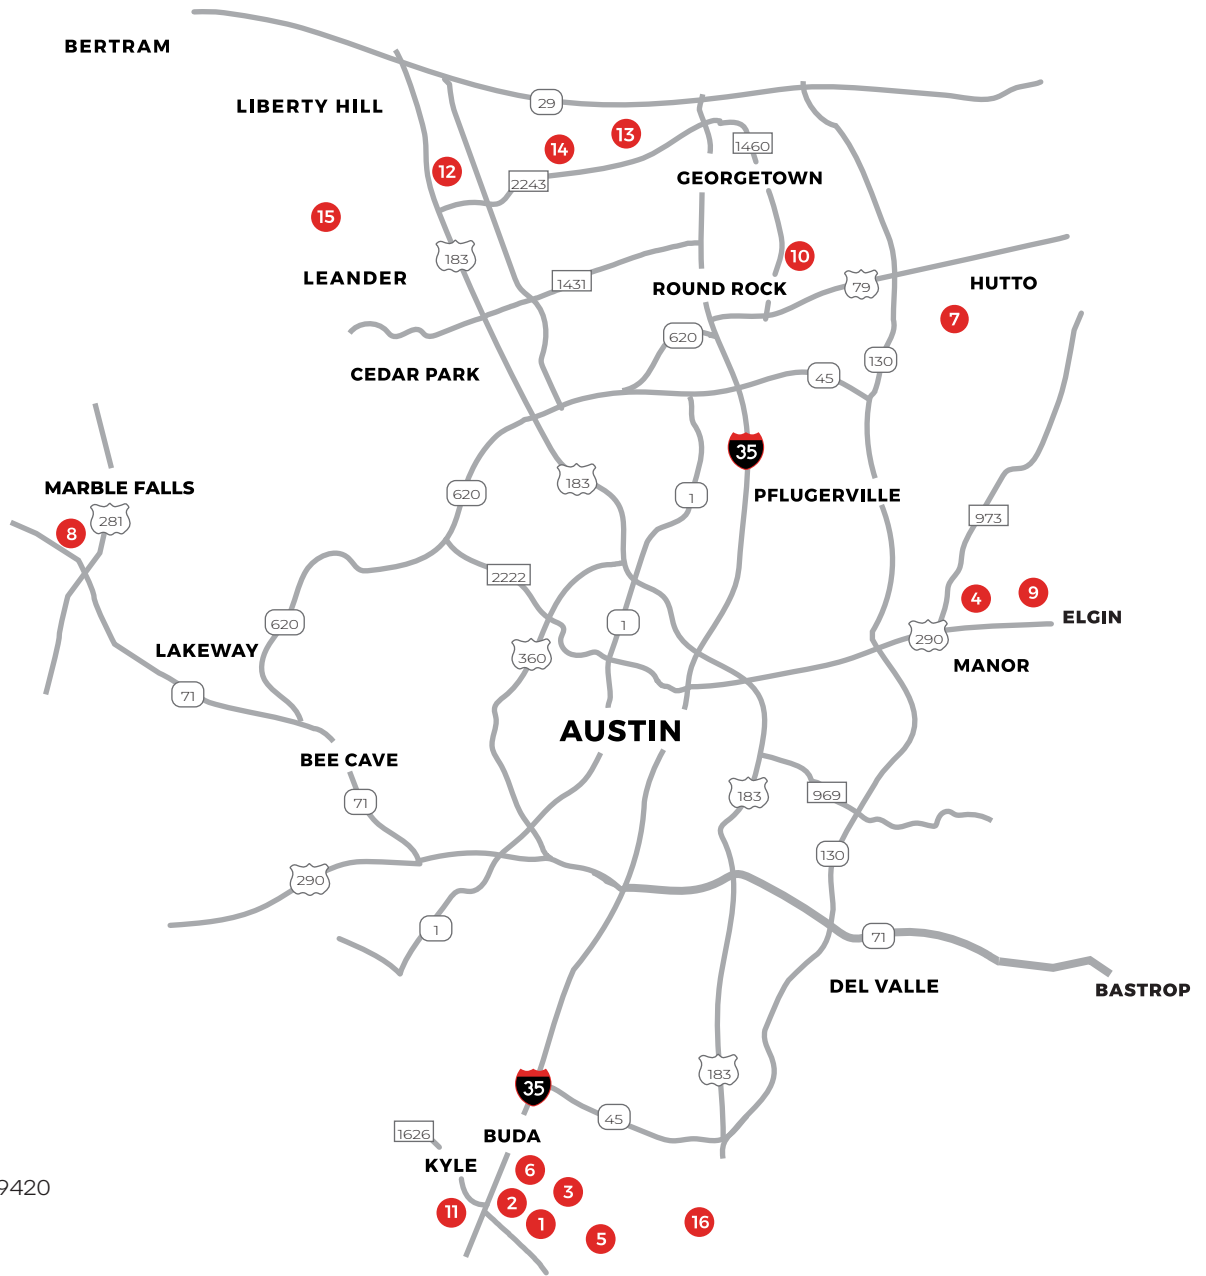 BERTRAM
LIBERTY HILL
29
13
14
1460
12
2243
GEORGETOWN
15
183
10
LEANDER
1431
ROUND ROCK
79
HUTTO
7
620
130
CEDAR PARK
45
35
MARBLE FALLS
183
620
1
PFLUGERVILLE
8
281
973
2222
4
9
620
1
ELGIN
290
LAKEWAY
360
MANOR
71
AUSTIN
BEE CAVE
71
183
969
130
290
1
71
DEL VALLE
BASTROP
183
35
45
1626
BUDA
KYLE
6
9420
3
2
11
1
16
5